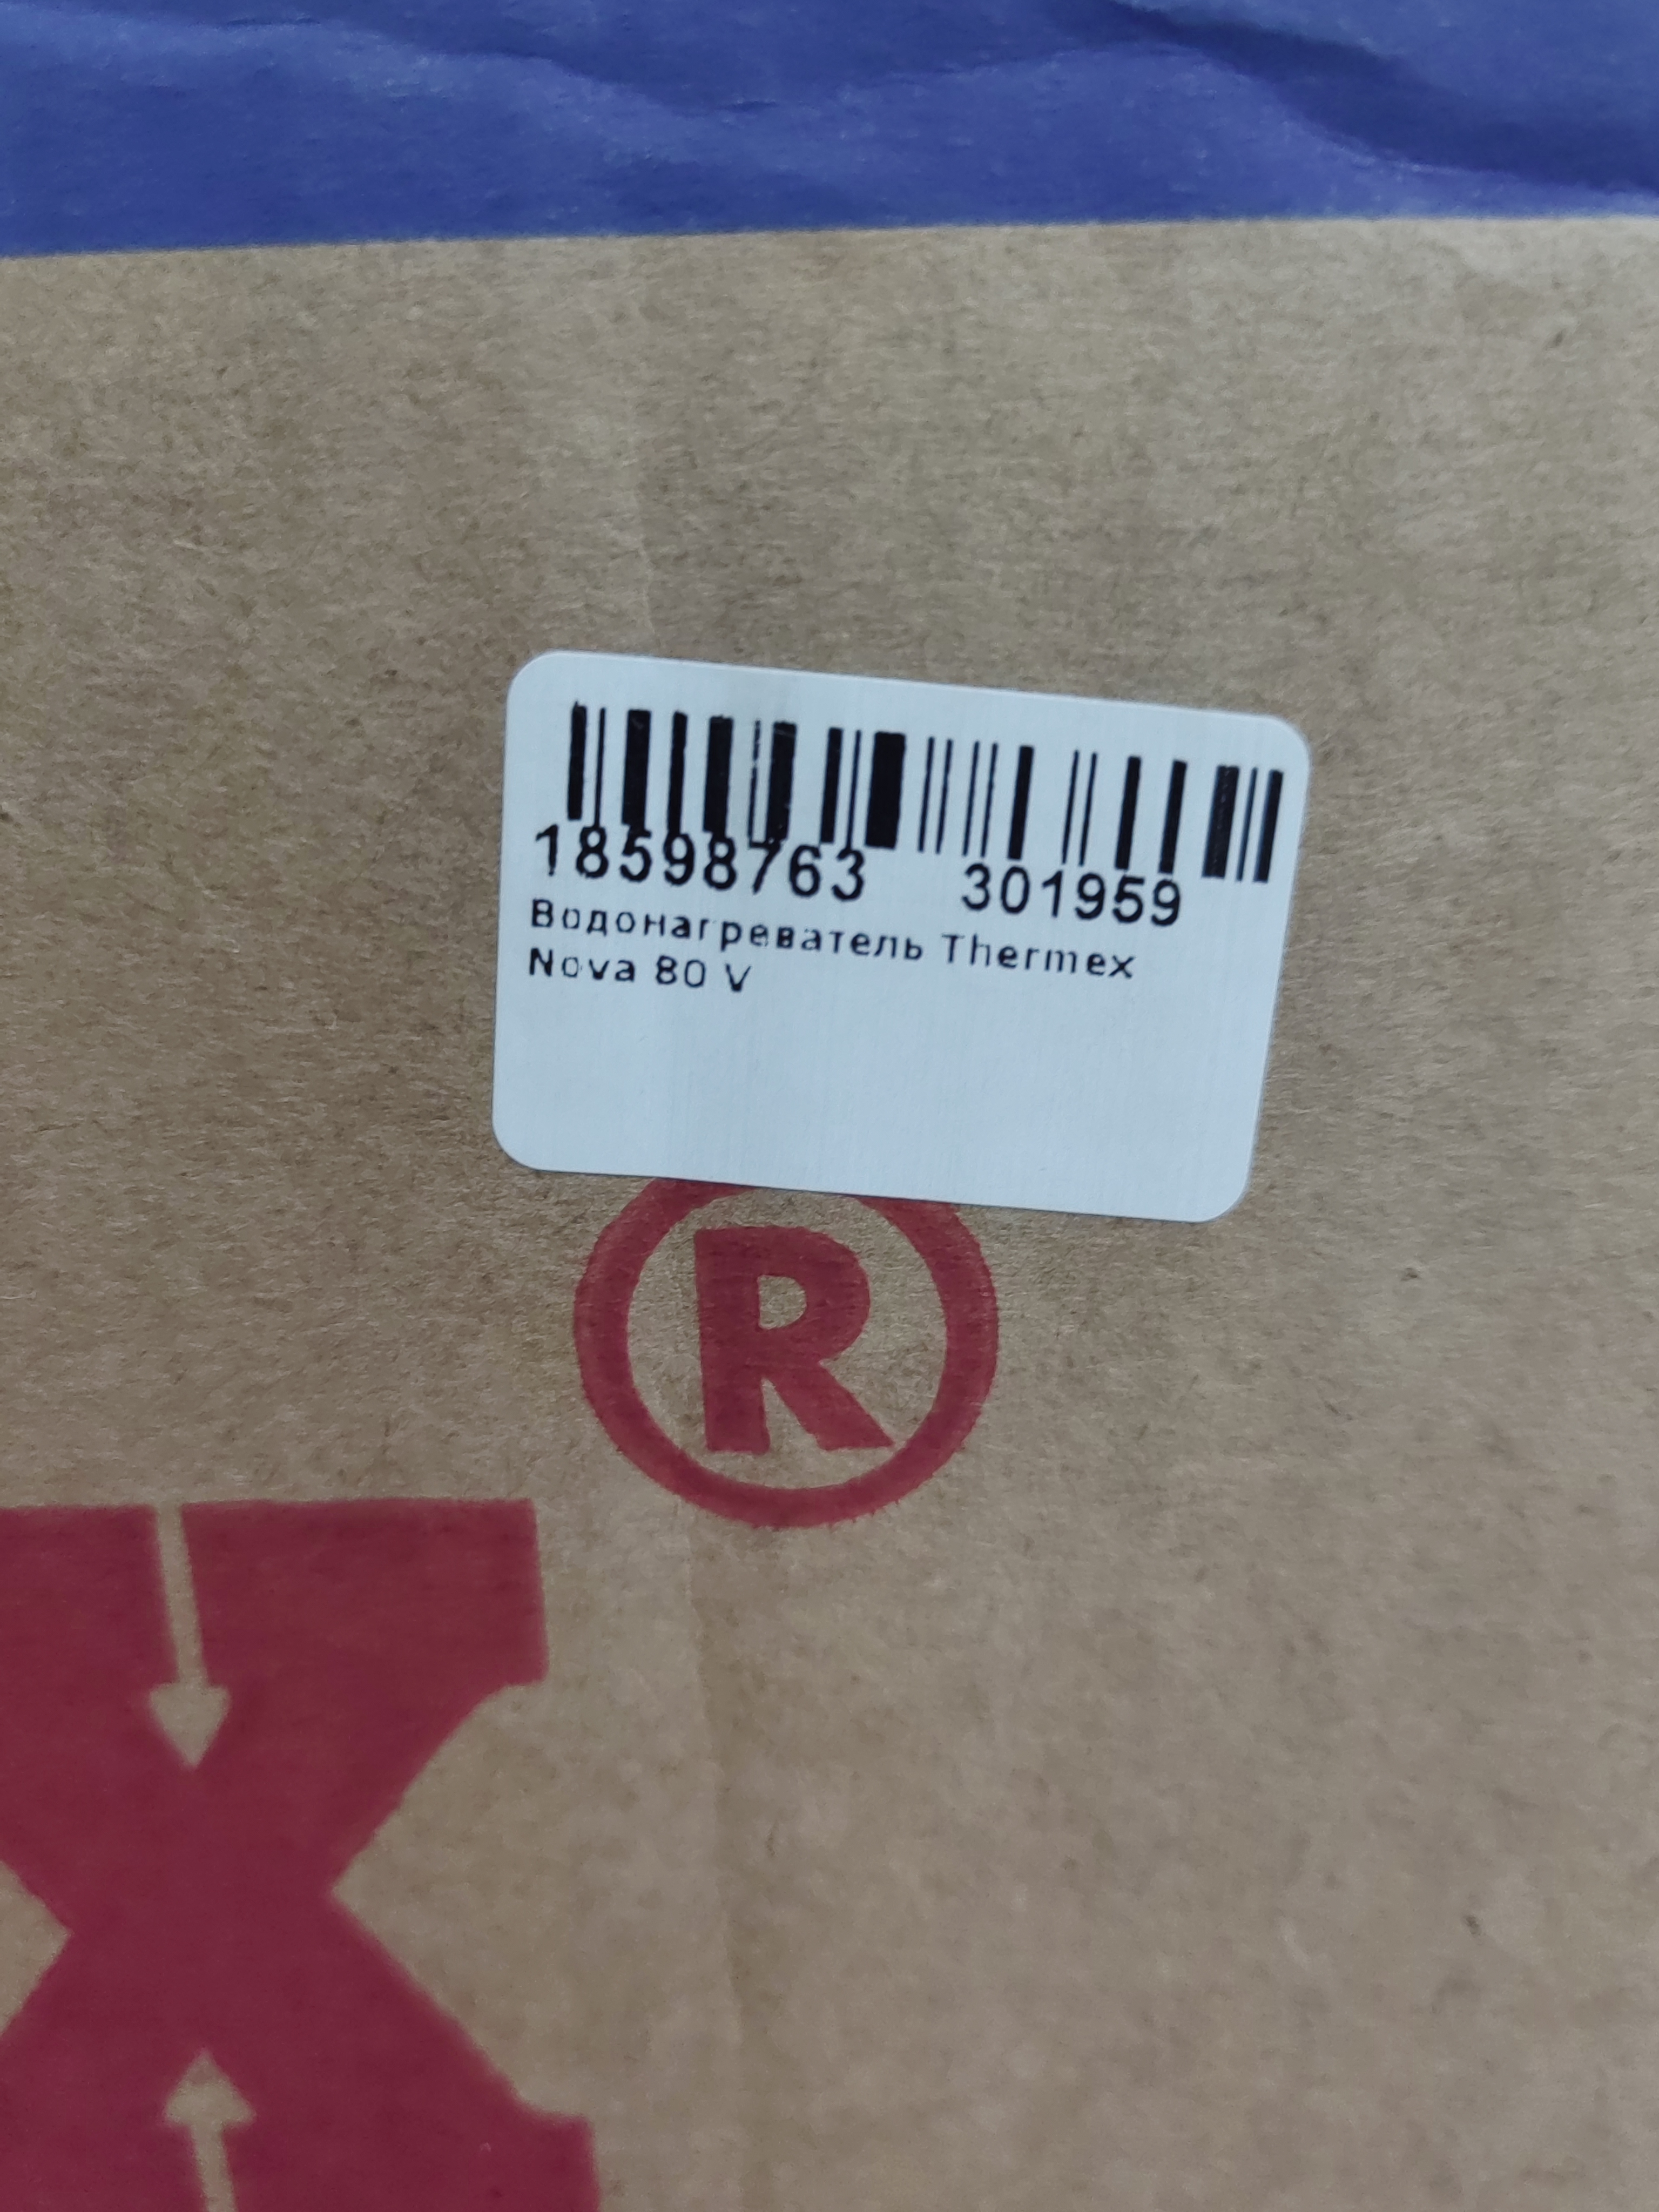 18598763 301959
Водонагреватель Thermex
Nova 80 V
®
X